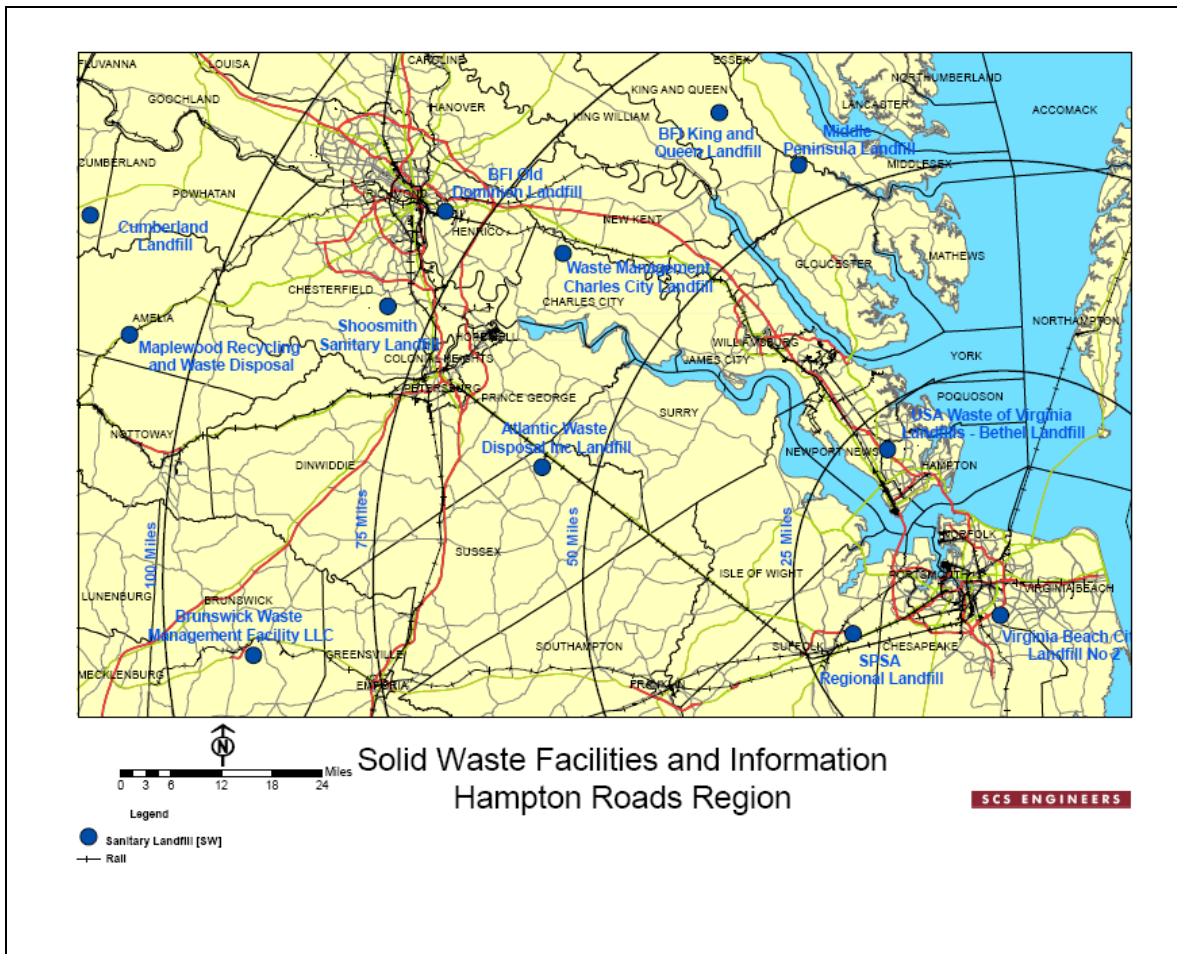 FLUVANNA
LOUISA
CAROLINE
ESSEX
NORTHUMBERLAND
GOOCHLAND
HANOVER
KING AND QUEEN
LANCASTER
ACCOMACK
KING WILLIAM
BFI King and
Queen Landfill
Middle
Peninsula Landfill
CUMBERLAND
MIDDLESEX
POWHATAN
BFI Old
Dominion Landfill
NEW KENT
Cumberland
Landfill
HENRICO
GLOUCESTER
MATHEWS
Waste Management
Charles City Landfill
CHESTERFIELD
CHARLES CITY
AMELIA
Shoosmith
Sanitary Landfill
NORTHAMPTON
Maplewood Recycling
and Waste Disposal
COLONIAL HEIGHTS
WILLIAMSBURG
JAMES CITY
YORK
PETERSBURG
PRINCE GEORGE
POQUOSON
SURRY
USA Waste of Virginia
Landfills - Bethel Landfill
Atlantic Waste
Disposal Inc Landfill
NOTTOWAY
NEWPORT NEWS
DINWIDDIE
HAMPTON
100 Miles
75 Miles
50 Miles
25 Miles
NORFOLK
SUSSEX
ISLE OF WIGHT
VIRGINIA BEACH
LUNENBURG
BRUNSWICK
Brunswick Waste
Management Facility LLC
SOUTHAMPTON
SUFFOLK
CHESAPEAKE
Virginia Beach Cit
Landfill No 2
GREENSVILLE
SPSA
Regional Landfill
MECKLENBURG
EMPORIA
FRANKLIN
N
Miles
0 3 6 12 18 24
Solid Waste Facilities and Information
Hampton Roads Region
SCS ENGINEERS
Legend
Sanitary Landfill [SW]
Rail